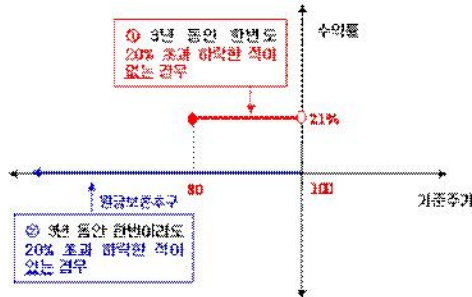 ① 3년 동안 한번도
20% 초과 하락한 적이
없는 경우
수익률
21%
80
100
기준주가
원금보존추구
② 3년 동안 한번이라도
20% 초과 하락한 적이
있는 경우